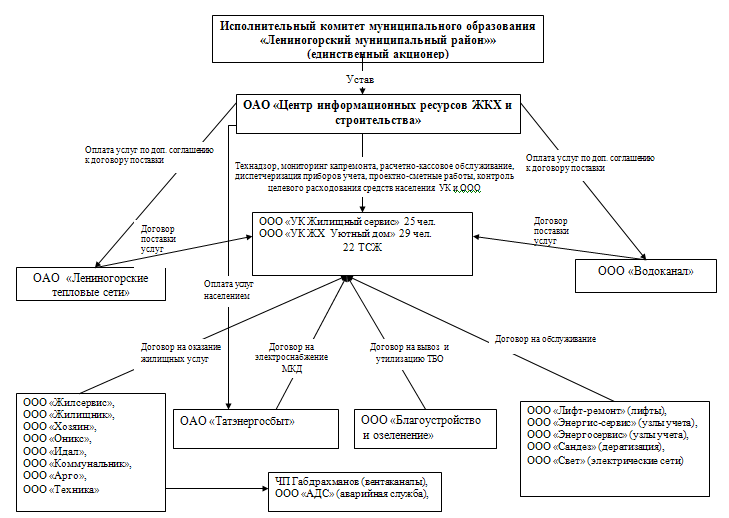 Исполнительный комитет муниципального образования
«Лениногорский муниципальный район»»
(единственный акционер)
Устав
ОАО «Центр информационных ресурсов ЖКХ и
строительства»
Оплата услуг по доп. соглашению
к договору поставки
Технадзор, мониторинг капремонта, расчетно-кассовое обслуживание,
диспетчеризация приборов учета, проектно-сметные работы, контроль
целевого расходования средств населения УК и ООО
Оплата услуг по доп. соглашению
к договору поставки
Договор
поставки
услуг
ООО «УК Жилищный сервис» 25 чел.
ООО «УК ЖХ Уютный дом» 29 чел.
22 ТСЖ
Договор
поставки
услуг
ОАО «Лениногорские
тепловые сети»
Оплата услуг
населением
ООО «Водоканал»
Договор на оказание
жилищных услуг
Договор на
электроснабжение
МКД
Договор на вывоз и
утилизацию ТБО
Договор на обслуживание
ООО «Жилсервис»,
ООО «Жилищник»,
ООО «Хозяин»,
ООО «Оникс»,
ООО «Идал»,
ООО «Коммунальник»,
ООО «Арго»,
ООО «Техника»
ОАО «Татэнергосбыт»
ООО «Благоустройство
и озеленение»
ООО «Лифт-ремонт» (лифты),
ООО «Энергис-сервис» (узлы учета),
ООО «Энергосервис» (узлы учета),
ООО «Сандез» (дератизация),
ООО «Свет» (электрические сети)
ЧП Габдрахманов (вентаканалы),
ООО «АДС» (аварийная служба),